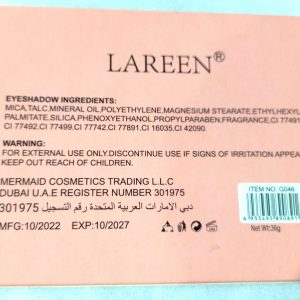 LAREEN®
EYESHADOW INGREDIENTS:
MICA,TALC,MINERAL OIL,POLYETHYLENE,MAGNESIUM STEARATE,ETHYLHEXYL
PALMITATE,SILICA,PHENOXYETHANOL,PROPYLPARABEN,FRAGRANCE,CI 77491
CI 77492,CI 77499,CI 77742,CI 77891,CI 16035,CI 42090.
WARNING:
FOR EXTERNAL USE ONLY.DISCONTINUE USE IF SIGNS OF IRRITATION APPEA
KEEP OUT REACH OF CHILDREN.
MERMAID COSMETICS TRADING L.L.C
DUBAI U.A.E REGISTER NUMBER 301975
دبي الامارات العربية المتحدة رقم التسجيل 301975
MFG:10/2022 EXP:10/2027
ITEM NO. G046
Net Wt:36g